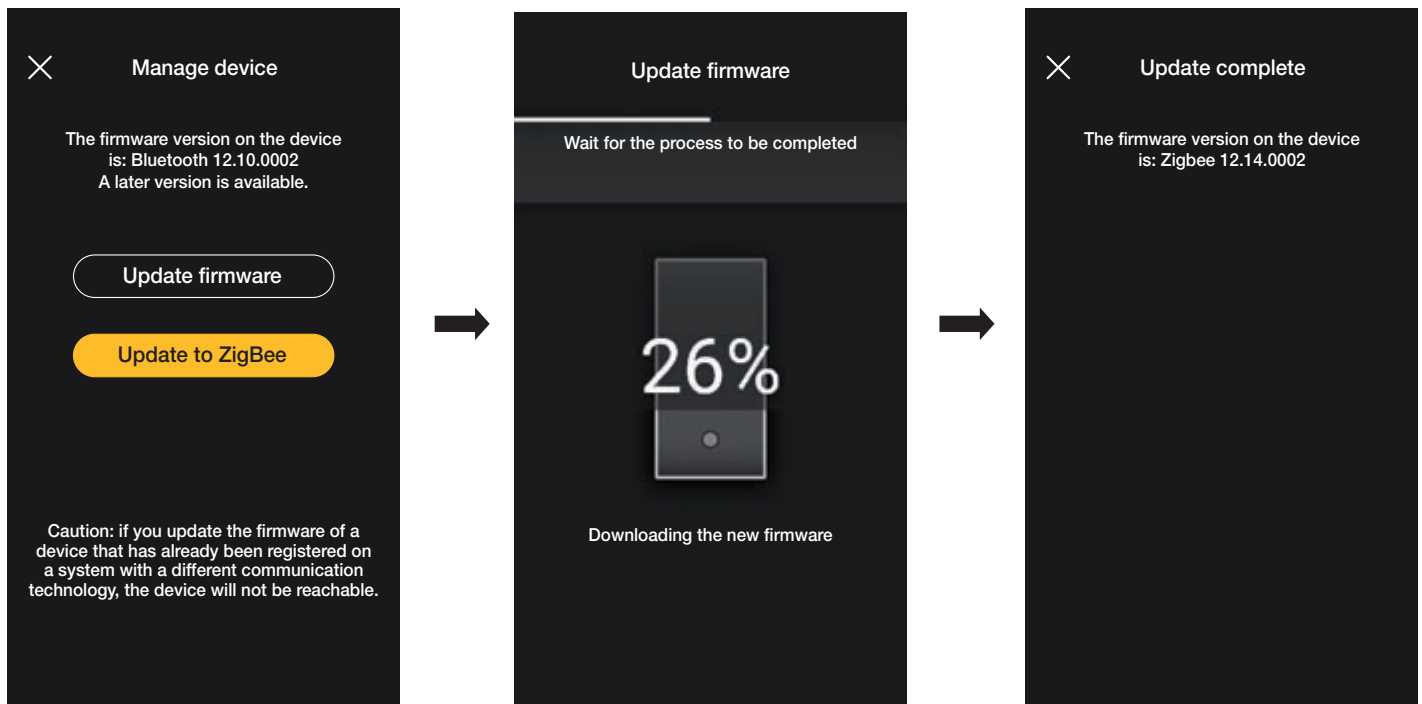 Manage device
The firmware version on the device
is: Bluetooth 12.10.0002
A later version is available.
Update firmware
Update to ZigBee
Caution: if you update the firmware of a
device that has already been registered on
a system with a different communication
technology, the device will not be reachable.
Update firmware
Wait for the process to be completed
26%
Downloading the new firmware
Update complete
The firmware version on the device
is: Zigbee 12.14.0002